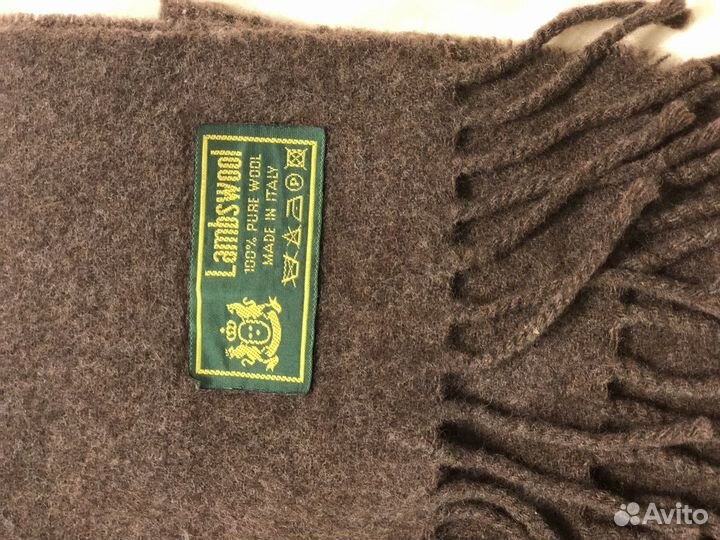 Lambswool
100% PURE WOOL
MADE IN ITALY
P
Avito